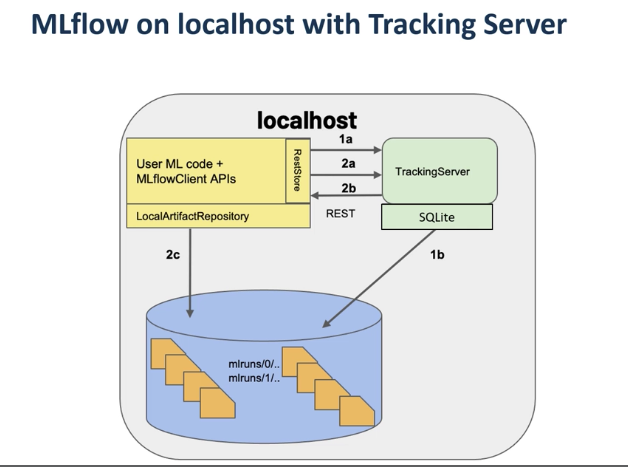 MLflow on localhost with Tracking Server
localhost
1a
User ML code +
MLflowClient APIs
RestStore
2a
TrackingServer
2b
LocalArtifactRepository
REST
SQLite
2c
1b
mlruns/0/..
mlruns/1/..